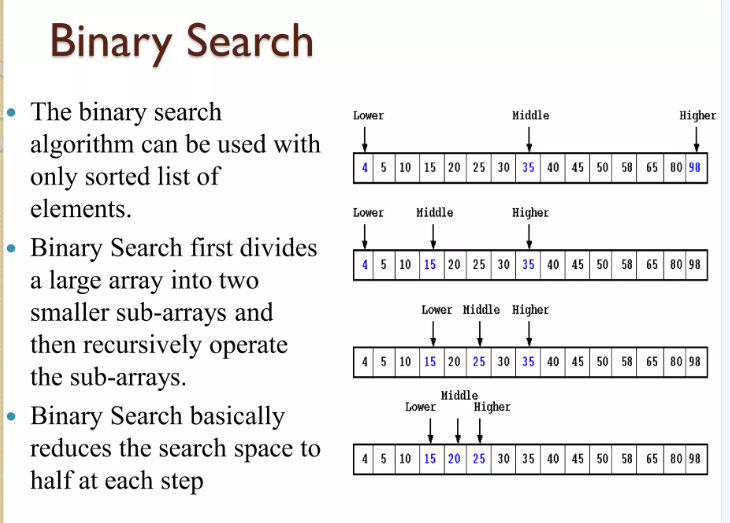 Binary Search
• The binary search
algorithm can be used with
only sorted list of
elements.
• Binary Search first divides
a large array into two
smaller sub-arrays and
then recursively operate
the sub-arrays.
• Binary Search basically
reduces the search space to
half at each step
Lower Middle Higher
4 5 10 15 20 25 30 35 40 45 50 58 65 80 98
Lower Middle Higher
4 5 10 15 20 25 30 35 40 45 50 58 65 80 98
Lower Middle Higher
4 5 10 15 20 25 30 35 40 45 50 58 65 80 98
Middle
Lower Higher
4 5 10 15 20 25 30 35 40 45 50 58 65 80 98